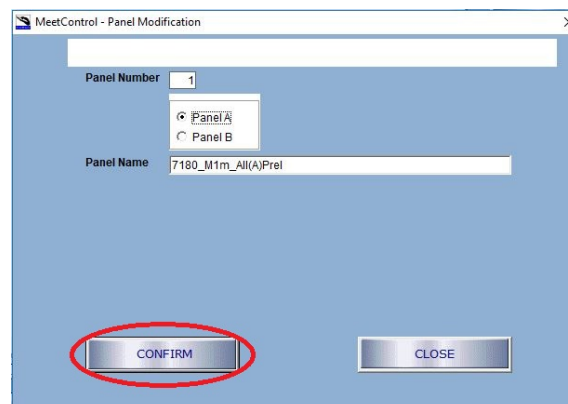 MeetControl - Panel Modification
Panel Number 1
Panel A
Panel B
Panel Name 7180_M1m_All(A)Prel
CONFIRM CLOSE